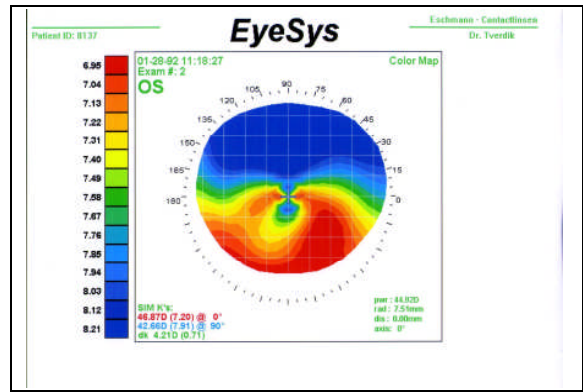 EyeSys
Eschmann - Contactlinsen
Dr. Tverdik
Patient ID: 8137
01-28-92 11:18:27
Exam #: 2
OS
Color Map
6.95
7.04
7.13
7.22
7.31
7.40
7.49
7.58
7.67
7.76
7.85
7.94
8.03
8.12
8.21
90
105
75
120
60
135
45
150
30
165
15
180
0
SIM K's:
46.87D (7.20) @ 0°
42.66D (7.91) @ 90°
dk 4.21D (0.71)
pwr : 44.92D
rad : 7.51mm
dis : 0.00mm
axis: 0°